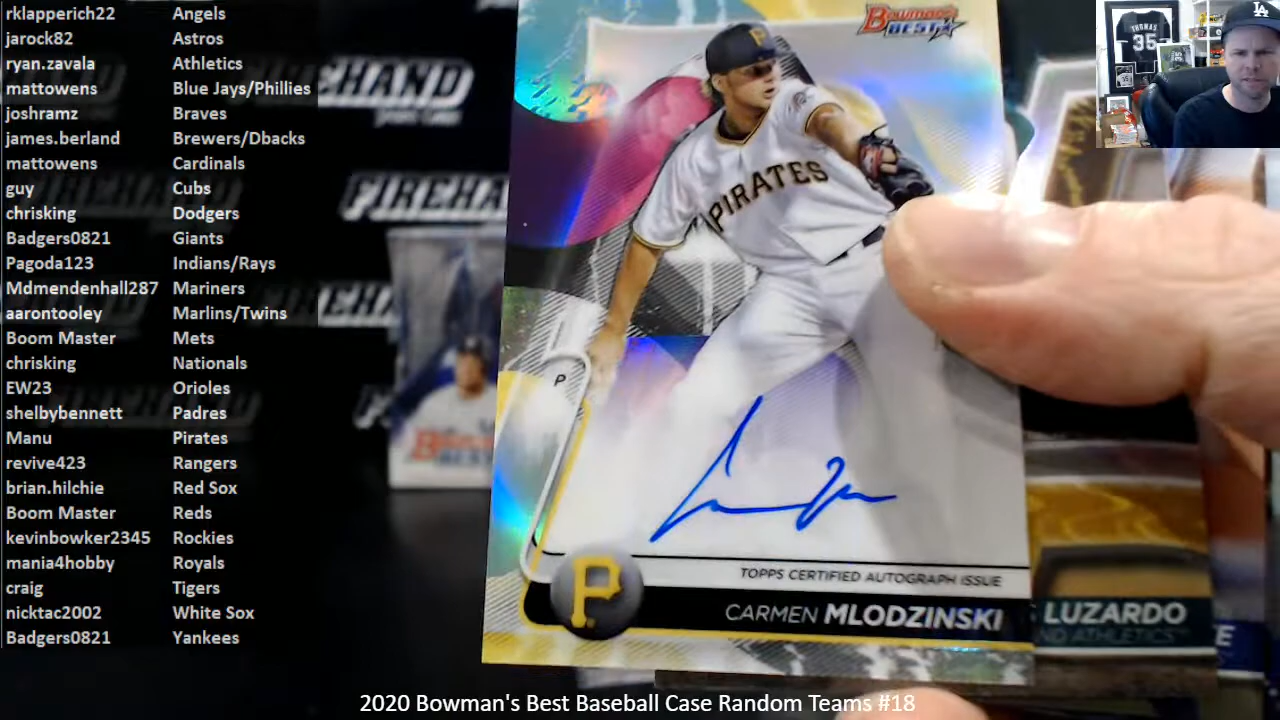 rklapperich22 Angels
jarock82 Astros
ryan.zavala Athletics
mattowens Blue Jays/Phillies
joshramz Braves
james.berland Brewers/Dbacks
mattowens Cardinals
guy Cubs
chrisking Dodgers
Badgers0821 Giants
Pagoda123 Indians/Rays
Mdmendenhall287 Mariners
aarontooley Marlins/Twins
Boom Master Mets
chrisking Nationals
EW23 Orioles
shelbybennett Padres
Manu Pirates
revive423 Rangers
brian.hilchie Red Sox
Boom Master Reds
kevinbowker2345 Rockies
mania4hobby Royals
craig Tigers
nicktac2002 White Sox
Badgers0821 Yankees
BOWMAN'S
BEST
P
PIRATES
P
TOPPS CERTIFIED AUTOGRAPH ISSUE
P
CARMEN MLODZINSKI
LUZARDO
ATHLETICS
THOMAS
35
LA
2020 Bowman's Best Baseball Case Random Teams #18